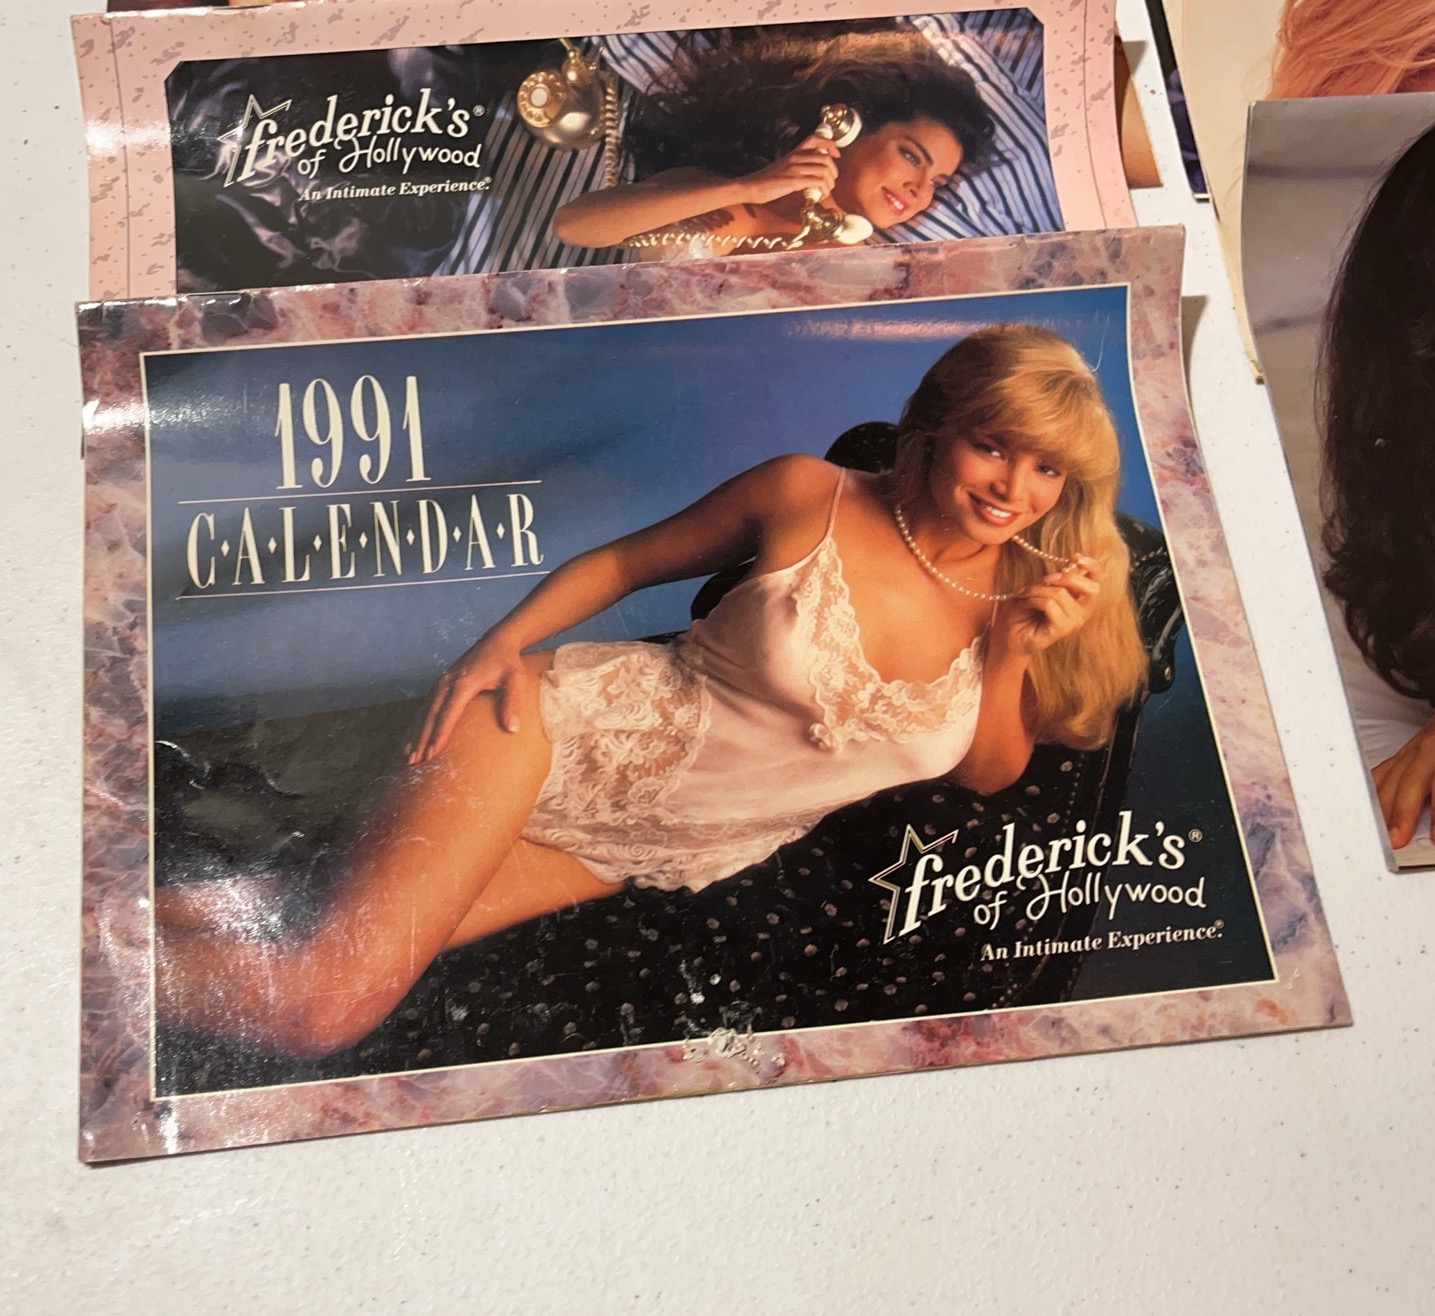 frederick's®
of Hollywood
An Intimate Experience.®
1991
C•A•L•E•N•D•A•R
frederick's®
of Hollywood
An Intimate Experience.®